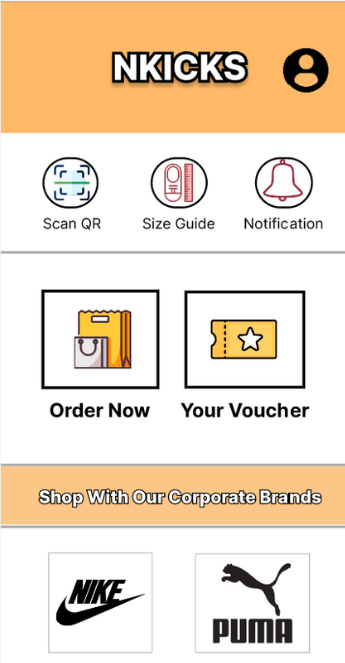 NKICKS
Scan QR
Size Guide
Notification
Order Now
Your Voucher
Shop With Our Corporate Brands
NIKE
PUMA